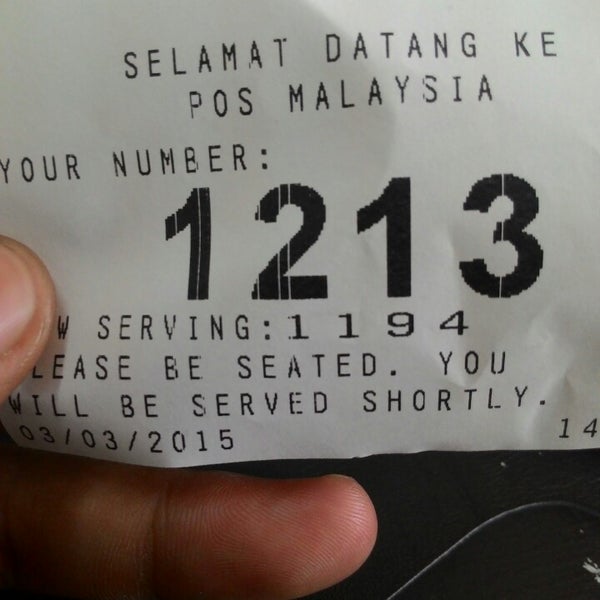 SELAMAT DATANG KE
POS MALAYSIA
YOUR NUMBER:
1213
W SERVING:1194
LEASE BE SEATED. YOU
WILL BE SERVED SHORTLY.
03/03/2015 14